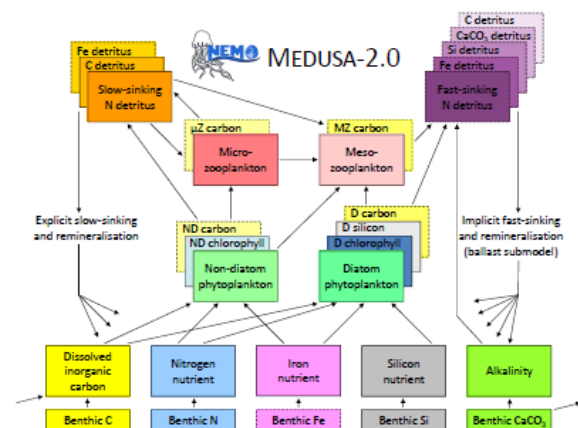 C detritus
CaCO₃ detritus
Fe detritus
NEMO
MEDUSA-2.0
Si detritus
C detritus
Fe detritus
Slow-sinking
N detritus
Fast-sinking
N detritus
µZ carbon
MZ carbon
Micro-
zooplankton
Meso-
zooplankton
D carbon
Explicit slow-sinking
and remineralisation
ND carbon
D silicon
Implicit fast-sinking
and remineralisation
(ballast submodel)
ND chlorophyll
D chlorophyll
Non-diatom
phytoplankton
Diatom
phytoplankton
Dissolved
inorganic
carbon
Nitrogen
nutrient
Iron
nutrient
Silicon
nutrient
Alkalinity
Benthic C
Benthic N
Benthic Fe
Benthic Si
Benthic CaCO₃